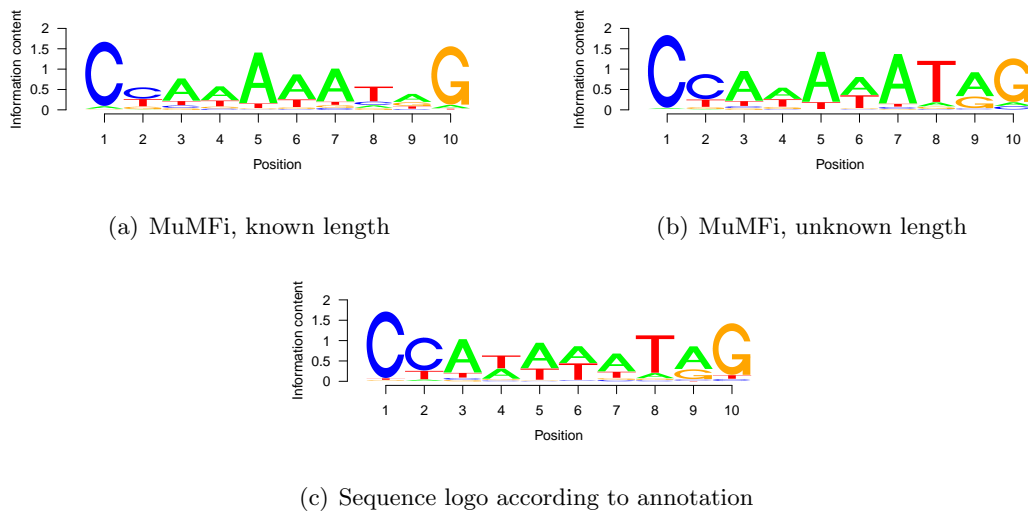 Information content
2
1.5
1
0.5
0
C C A A A A A T A G
1 2 3 4 5 6 7 8 9 10
Position
(a) MuMFi, known length
Information content
2
1.5
1
0.5
0
C C A A A A A T A G
T T T T T T A G A
1 2 3 4 5 6 7 8 9 10
Position
(b) MuMFi, unknown length
Information content
2
1.5
1
0.5
0
C C A T A A A T A G
T T A T T T A G T
1 2 3 4 5 6 7 8 9 10
Position
(c) Sequence logo according to annotation